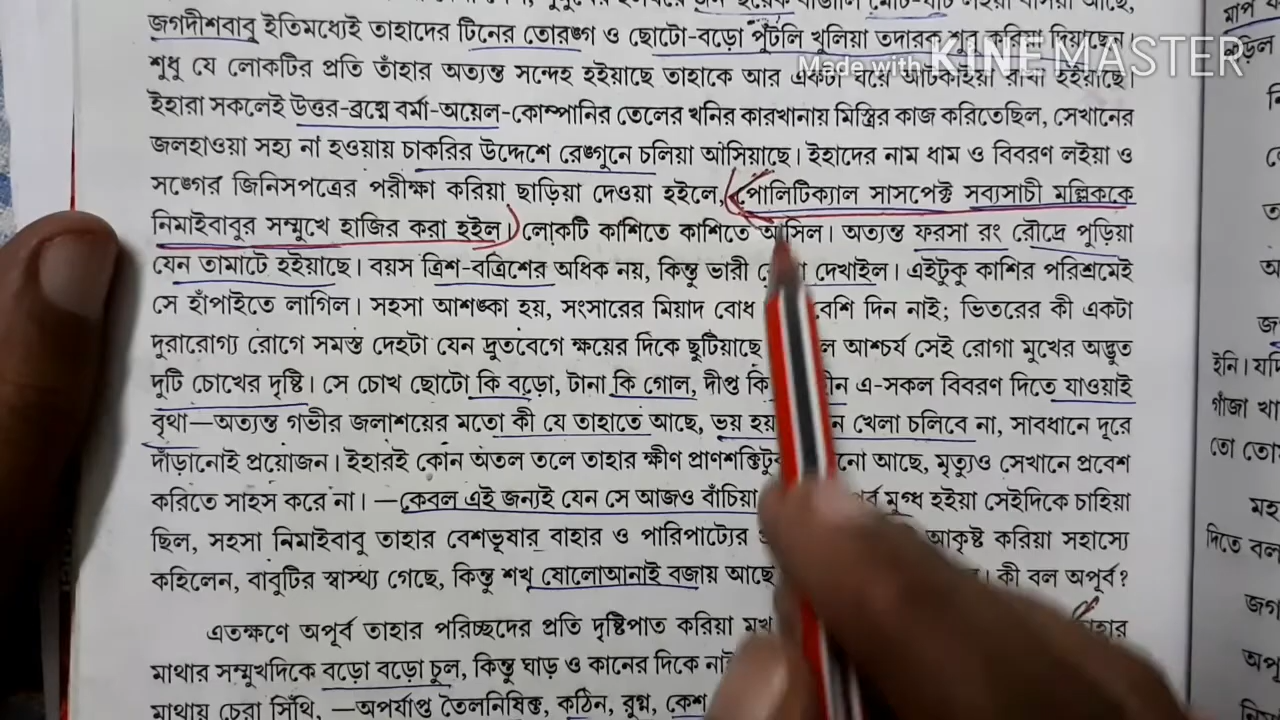 জগদীশবাবু ইতিমধ্যেই তাহাদের টিনের তোরঙ্গ ও ছোটো-বড়ো পুঁটলি খুলিয়া তদারক শুরু করিয়া দিয়াছেন।
Made with KINEMASTER
শুধু যে লোকটির প্রতি তাঁহার অত্যন্ত সন্দেহ হইয়াছে তাহাকে আর একটা ঘরে আটকাইয়া রাখা হইয়াছে।
ইহারা সকলেই উত্তর-ব্রহ্মে বর্মা-অয়েল-কোম্পানির তেলের খনির কারখানায় মিস্ত্রির কাজ করিতেছিল, সেখানের
জলহাওয়া সহ্য না হওয়ায় চাকরির উদ্দেশে রেঙ্গুনে চলিয়া আসিয়াছে। ইহাদের নাম ধাম ও বিবরণ লইয়া ও
সঙ্গের জিনিসপত্রের পরীক্ষা করিয়া ছাড়িয়া দেওয়া হইলে, পোলিটিক্যাল সাসপেক্ট সব্যসাচী মল্লিককে
নিমাইবাবুর সম্মুখে হাজির করা হইল। লোকটি কাশিতে কাশিতে আসিল। অত্যন্ত ফরসা রং রৌদ্রে পুড়িয়া
যেন তামাটে হইয়াছে। বয়স ত্রিশ-বত্রিশের অধিক নয়, কিন্তু ভারী দেখাইল। এইটুকু কাশির পরিশ্রমেই
সে হাঁপাইতে লাগিল। সহসা আশঙ্কা হয়, সংসারের মিয়াদ বোধ বেশি দিন নাই; ভিতরের কী একটা
দুরারোগ্য রোগে সমস্ত দেহটা যেন দ্রুতবেগে ক্ষয়ের দিকে ছুটিয়াছে আশ্চর্য সেই রোগা মুখের অদ্ভুত
দুটি চোখের দৃষ্টি। সে চোখ ছোটো কি বড়ো, টানা কি গোল, দীপ্ত কি এ-সকল বিবরণ দিতে যাওয়াই
বৃথা—অত্যন্ত গভীর জলাশয়ের মতো কী যে তাহাতে আছে, ভয় হয় খেলা চলিবে না, সাবধানে দূরে
দাঁড়ানোই প্রয়োজন। ইহারই কোন অতল তলে তাহার ক্ষীণ প্রাণশক্তিটুকু আছে, মৃত্যুও সেখানে প্রবেশ
করিতে সাহস করে না। —কেবল এই জন্যই যেন সে আজও বাঁচিয়া মুগ্ধ হইয়া সেইদিকে চাহিয়া
ছিল, সহসা নিমাইবাবু তাহার বেশভূষার বাহার ও পারিপাট্যের আকৃষ্ট করিয়া সহাস্যে
কহিলেন, বাবুটির স্বাস্থ্য গেছে, কিন্তু শখ ষোলোআনাই বজায় আছে কী বল অপূর্ব?
এতক্ষণে অপূর্ব তাহার পরিচ্ছদের প্রতি দৃষ্টিপাত করিয়া
মাথার সম্মুখদিকে বড়ো বড়ো চুল, কিন্তু ঘাড় ও কানের দিকে
মাথায় চেরা সিঁথি, —অপর্যাপ্ত তৈলনিষিক্ত, কঠিন, রুগ্ন, কেশ